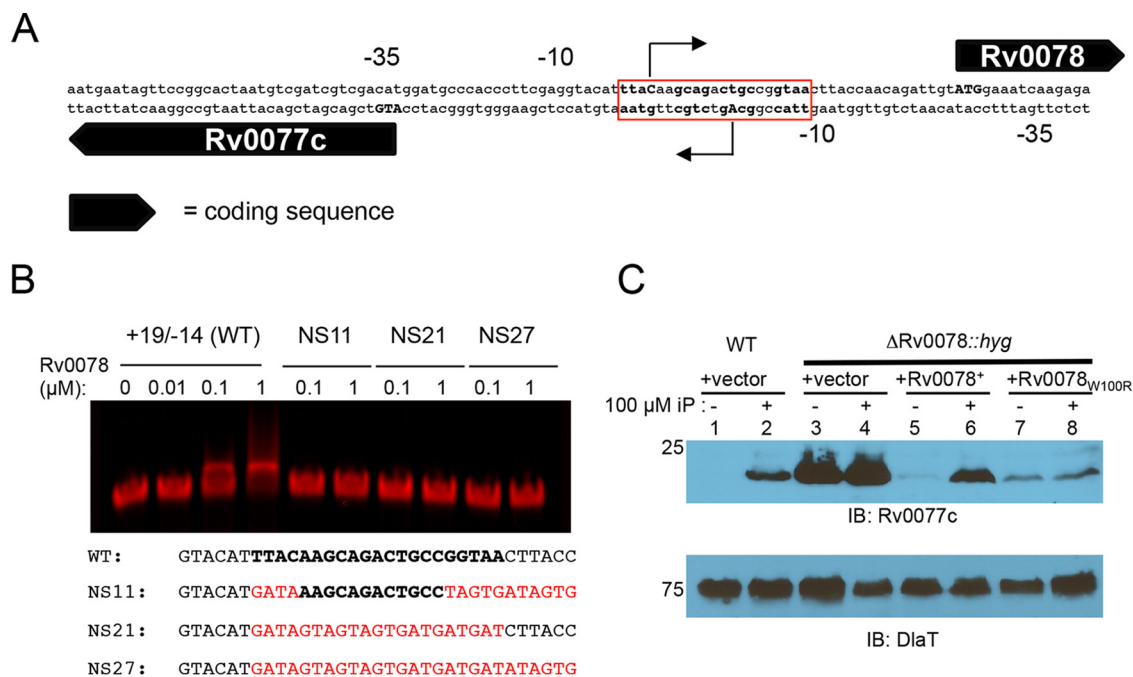 A
-35 -10 Rv0078
aatgaatagttccggcactaatgtcgatcgtcgacatggatgcccacccttcgaggtacatttaCaagcagactgccggtaacttaccaacagattgtATGgaaatcaagaga
ttacttatcaaggccgtaattacagctagcagctGTAcctacgggtgggaagctccatgtaaatgttcgtctgAcggccattgaatggttgtctaacatacctttagttctct
Rv0077c -10 -35
= coding sequence
B
+19/-14 (WT) NS11 NS21 NS27
Rv0078
(µM): 0 0.01 0.1 1 0.1 1 0.1 1 0.1 1
WT: GTACATTTACAAGCAGACTGCCGGTAACTTACC
NS11: GTACATGATAAAGCAGACTGCCTAGTGATAGTG
NS21: GTACATGATAGTAGTAGTGATGATGATCTTACC
NS27: GTACATGATAGTAGTAGTGATGATGATATAGTG
C
WT ΔRv0078::hyg
+vector +vector +Rv0078+ +Rv0078W100R
100 µM iP : - + - + - + - +
1 2 3 4 5 6 7 8
25
IB: Rv0077c
75
IB: DlaT